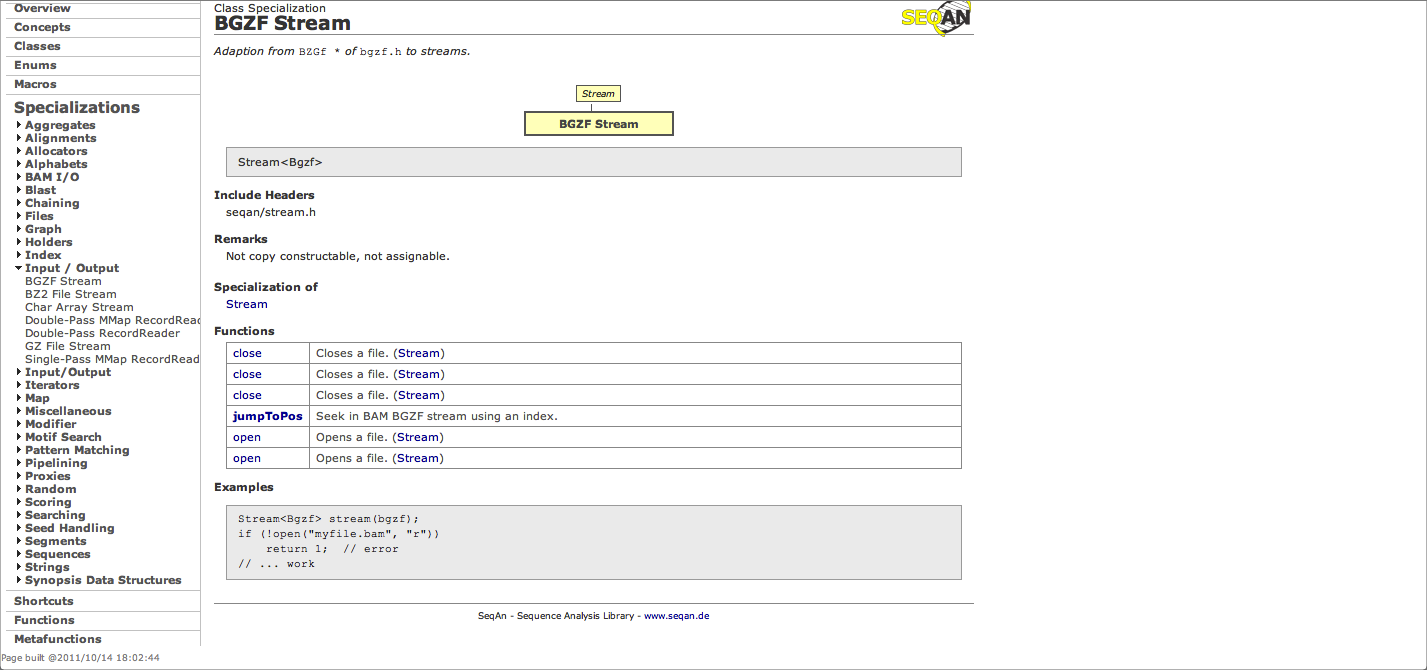 Overview
Concepts
Classes
Enums
Macros
Specializations
Aggregates
Alignments
Allocators
Alphabets
BAM I/O
Blast
Chaining
Files
Graph
Holders
Index
Input / Output
BGZF Stream
BZ2 File Stream
Char Array Stream
Double-Pass MMap RecordRea
Double-Pass RecordReader
GZ File Stream
Single-Pass MMap RecordRead
Input/Output
Iterators
Map
Miscellaneous
Modifier
Motif Search
Pattern Matching
Pipelining
Proxies
Random
Scoring
Searching
Seed Handling
Segments
Sequences
Strings
Synopsis Data Structures
Shortcuts
Functions
Metafunctions
Page built @2011/10/14 18:02:44
Class Specialization
BGZF Stream
SEQAN
Adaption from BZGf * of bgzf.h to streams.
Stream
BGZF Stream
Stream<Bgzf>
Include Headers
seqan/stream.h
Remarks
Not copy constructable, not assignable.
Specialization of
Stream
Functions
close Closes a file. (Stream)
close Closes a file. (Stream)
close Closes a file. (Stream)
jumpToPos Seek in BAM BGZF stream using an index.
open Opens a file. (Stream)
open Opens a file. (Stream)
Examples
Stream<Bgzf> stream(bgzf);
if (!open("myfile.bam", "r"))
    return 1;  // error
// ... work
SeqAn - Sequence Analysis Library - www.seqan.de